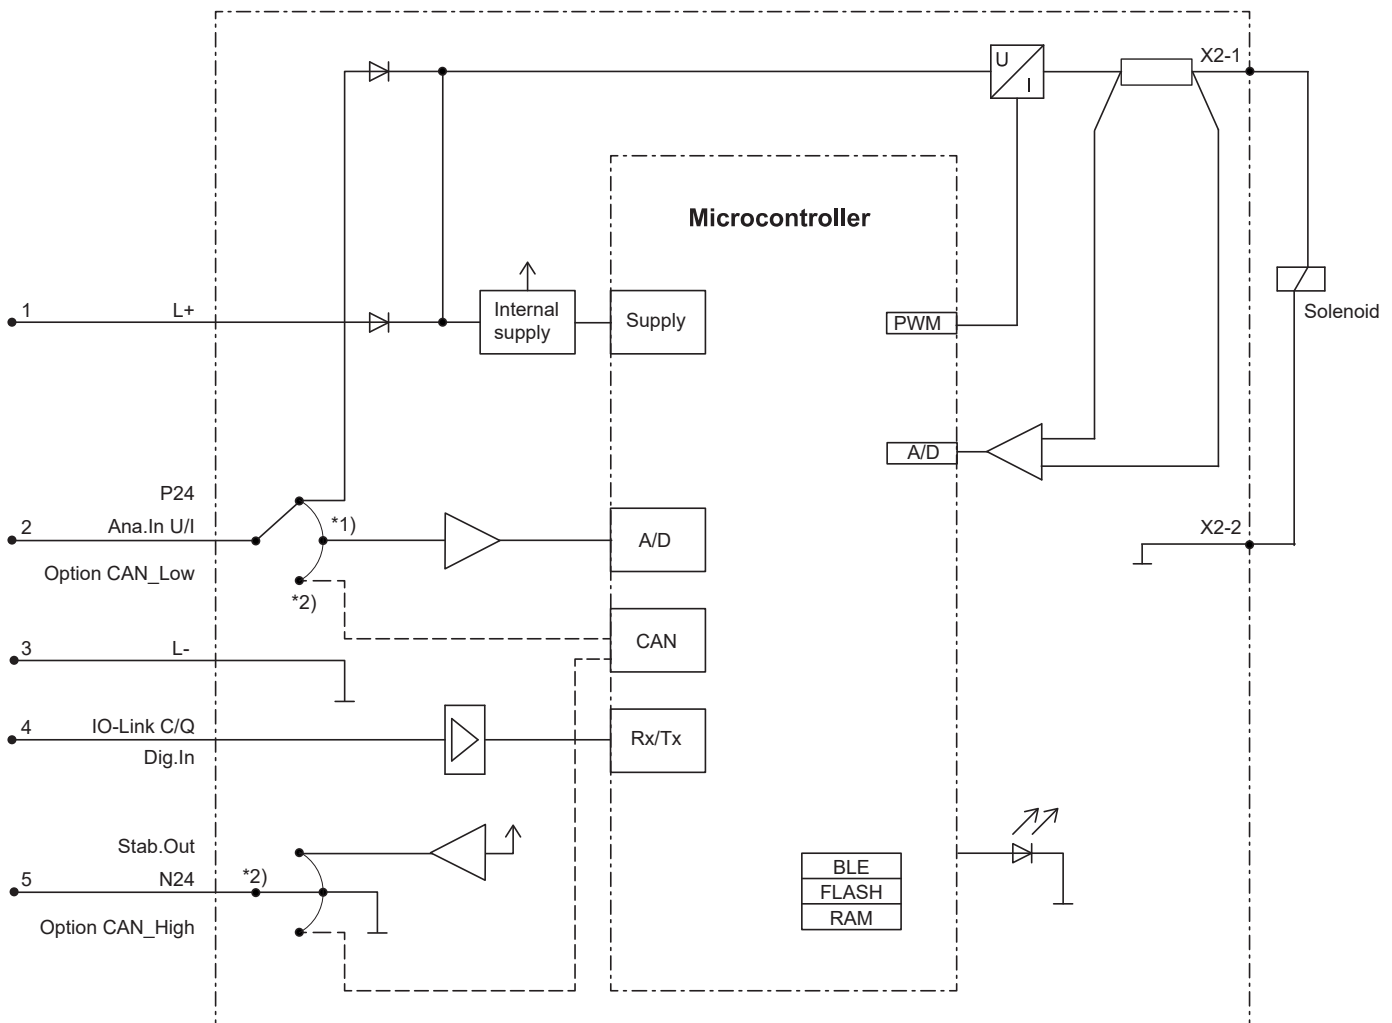 X2-1
U
I
Microcontroller
1
L+
Internal
supply
Supply
PWM
Solenoid
A/D
P24
2
Ana.In U/I
*1)
A/D
X2-2
Option CAN_Low
*2)
3
L-
CAN
4
IO-Link C/Q
Dig.In
Rx/Tx
Stab.Out
5
N24
*2)
Option CAN_High
BLE
FLASH
RAM